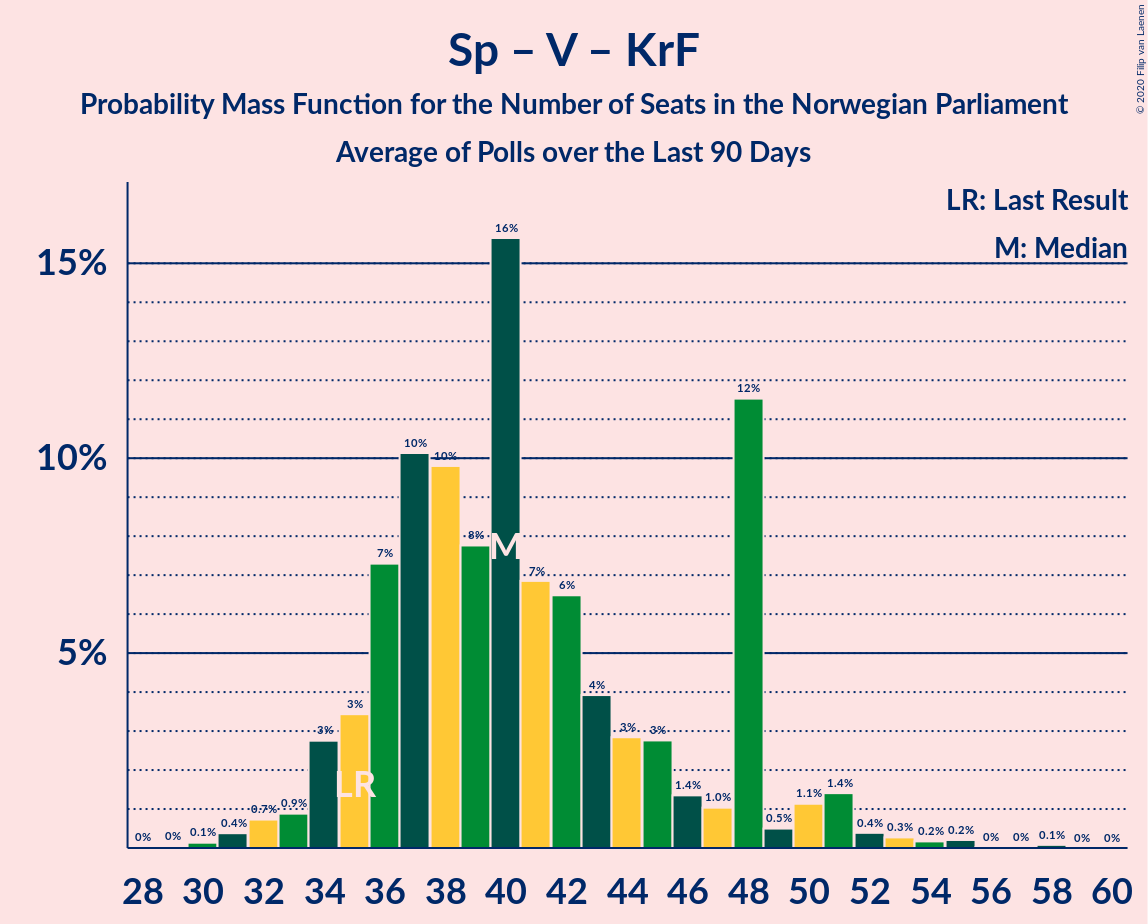 Sp – V – KrF
Probability Mass Function for the Number of Seats in the Norwegian Parliament
Average of Polls over the Last 90 Days
© 2020 Filip van Laenen
LR: Last Result
M: Median
15%
10%
5%
0% 0% 0.1% 0.4% 0.7% 0.9% 3% 3% 7% 10% 10% 8% 16% 7% 6% 4% 3% 3% 1.4% 1.0% 12% 0.5% 1.1% 1.4% 0.4% 0.3% 0.2% 0.2% 0% 0% 0.1% 0% 0%
LR
M
28 30 32 34 36 38 40 42 44 46 48 50 52 54 56 58 60